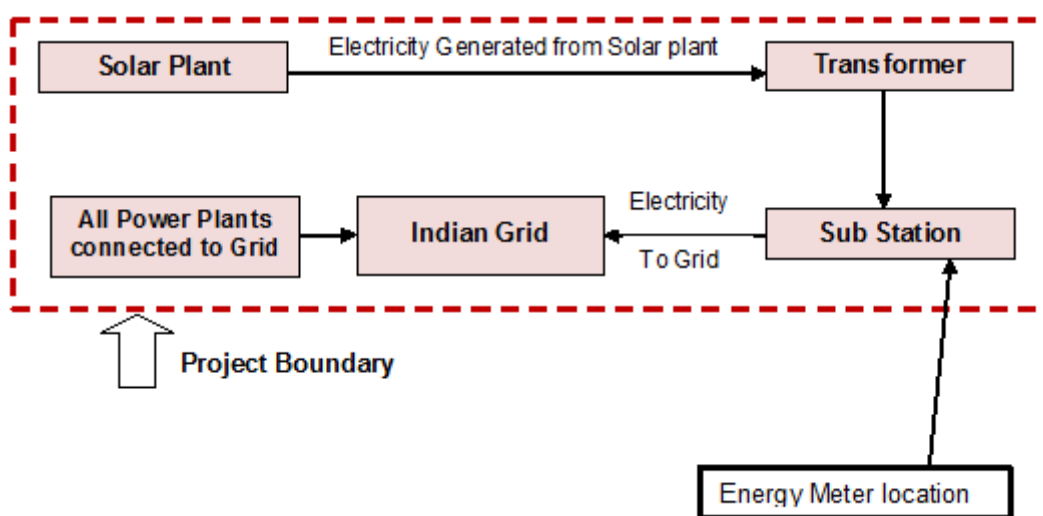 Electricity Generated from Solar plant
Solar Plant
Transformer
All Power Plants
connected to Grid
Indian Grid
Electricity
To Grid
Sub Station
Project Boundary
Energy Meter location